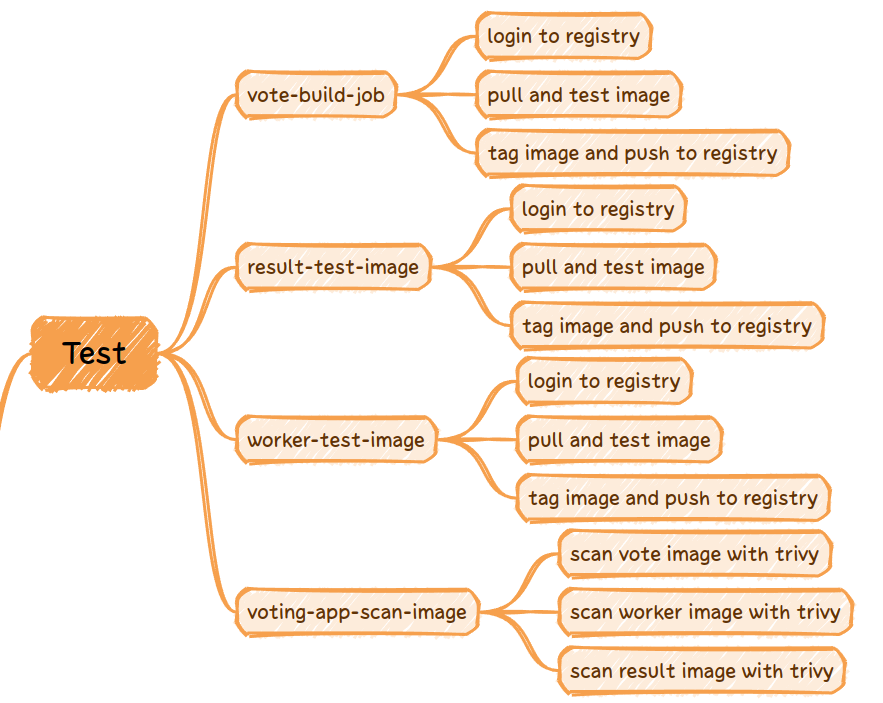 Test
vote-build-job
login to registry
pull and test image
tag image and push to registry
result-test-image
login to registry
pull and test image
tag image and push to registry
worker-test-image
login to registry
pull and test image
tag image and push to registry
voting-app-scan-image
scan vote image with trivy
scan worker image with trivy
scan result image with trivy